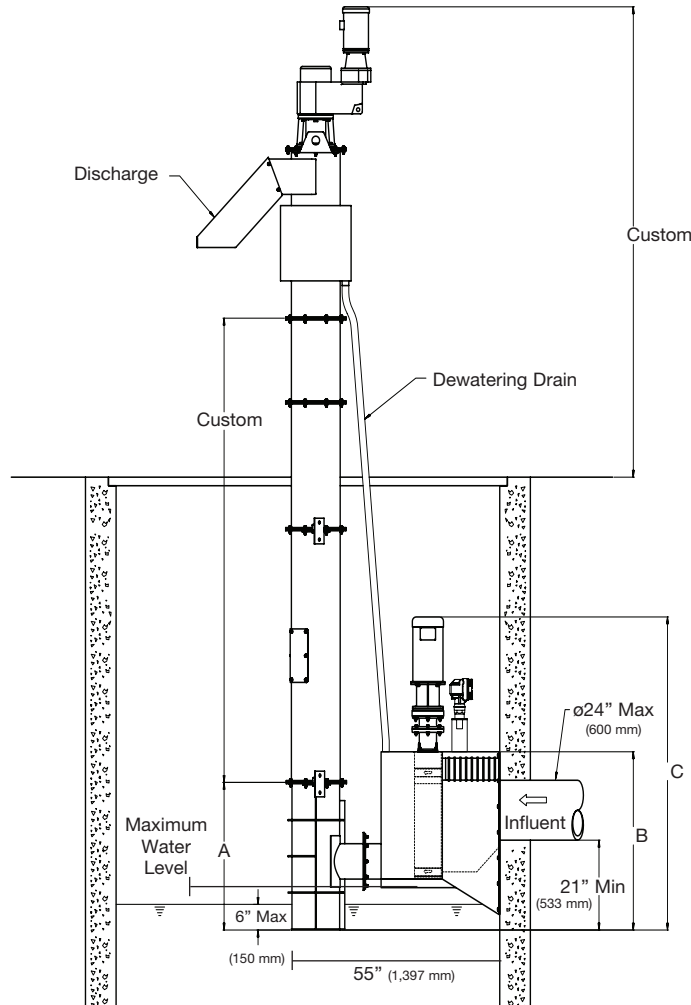 Discharge
Custom
Dewatering Drain
Custom
ø24” Max
(600 mm)
C
Influent
B
Maximum
Water
Level
A
21” Min
(533 mm)
6” Max
(150 mm)
55” (1,397 mm)